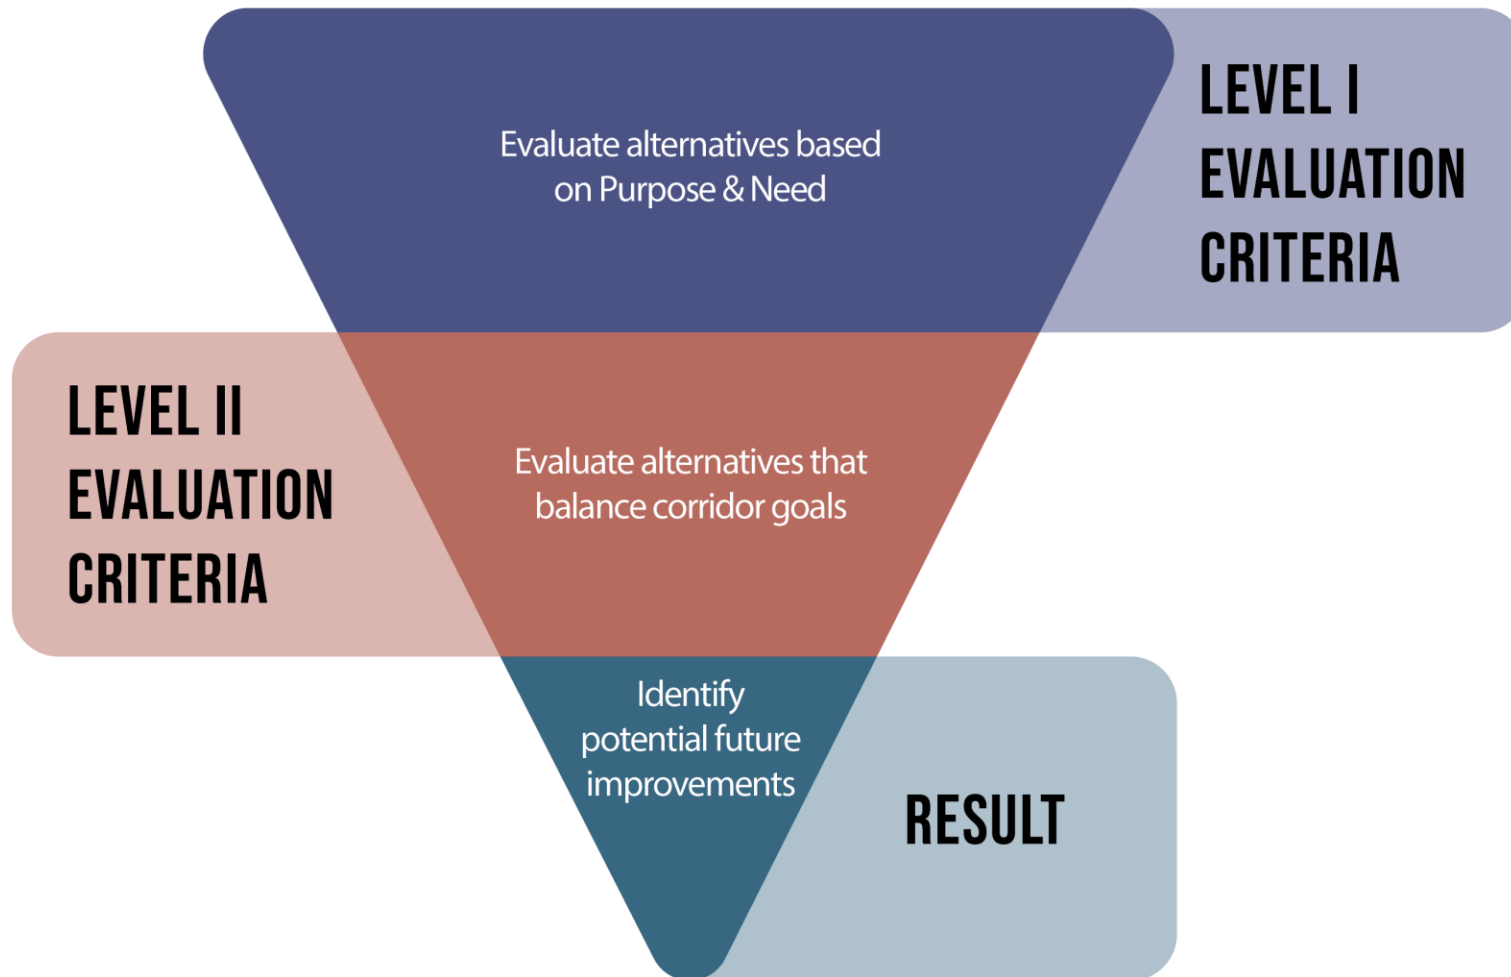 Evaluate alternatives based
on Purpose & Need
LEVEL I
EVALUATION
CRITERIA
LEVEL II
EVALUATION
CRITERIA
Evaluate alternatives that
balance corridor goals
Identify
potential future
improvements
RESULT